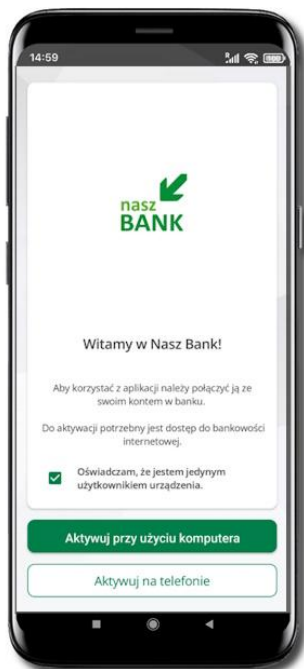 14:59
nasz
BANK
Witamy w Nasz Bank!
Aby korzystać z aplikacji należy połączyć ją ze
swoim kontem w banku.
Do aktywacji potrzebny jest dostęp do bankowości
internetowej.
Oświadczam, że jestem jedynym
użytkownikiem urządzenia.
Aktywuj przy użyciu komputera
Aktywuj na telefonie